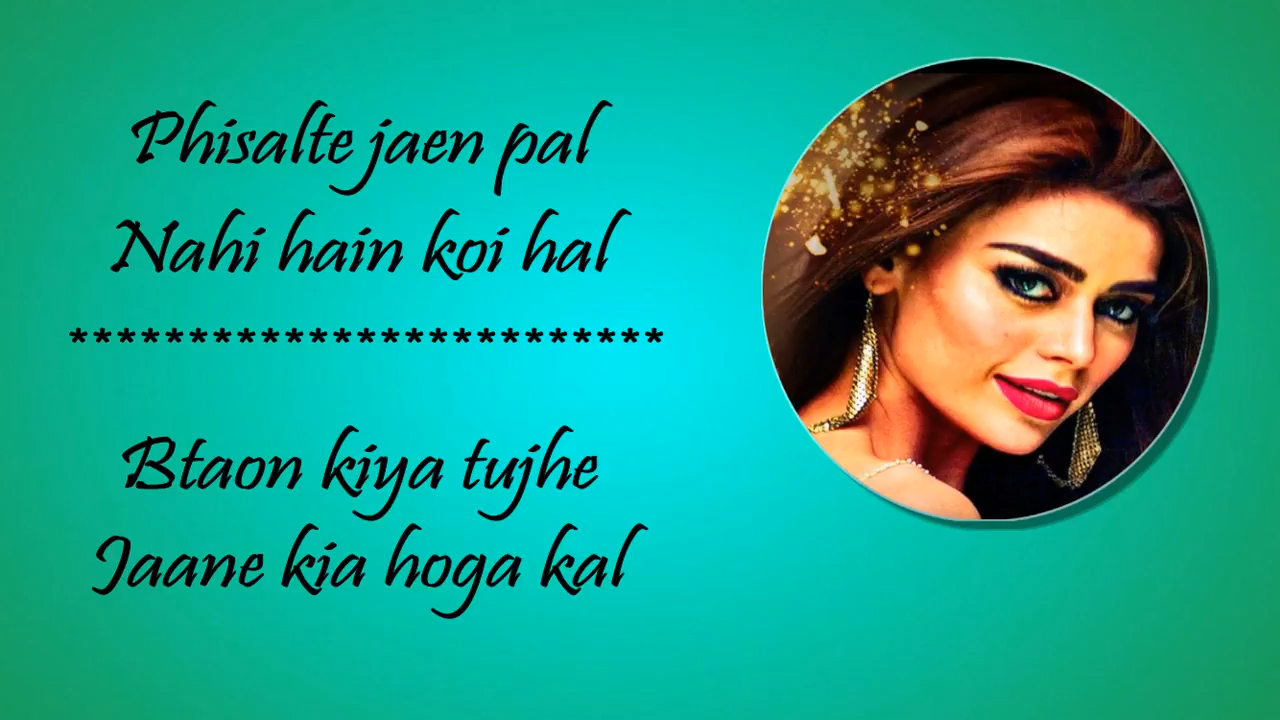 Phisalte jaen pal
Nahi hain koi hal
*************************
Btaon kiya tujhe
Jaane kia hoga kal